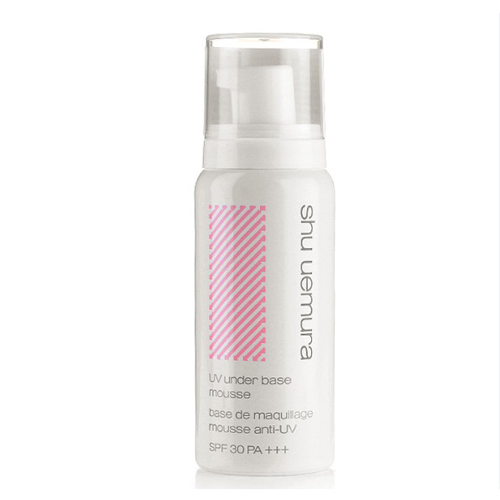 shu uemura
UV under base
mousse
base de maquillage
mousse anti-UV
SPF 30 PA +++